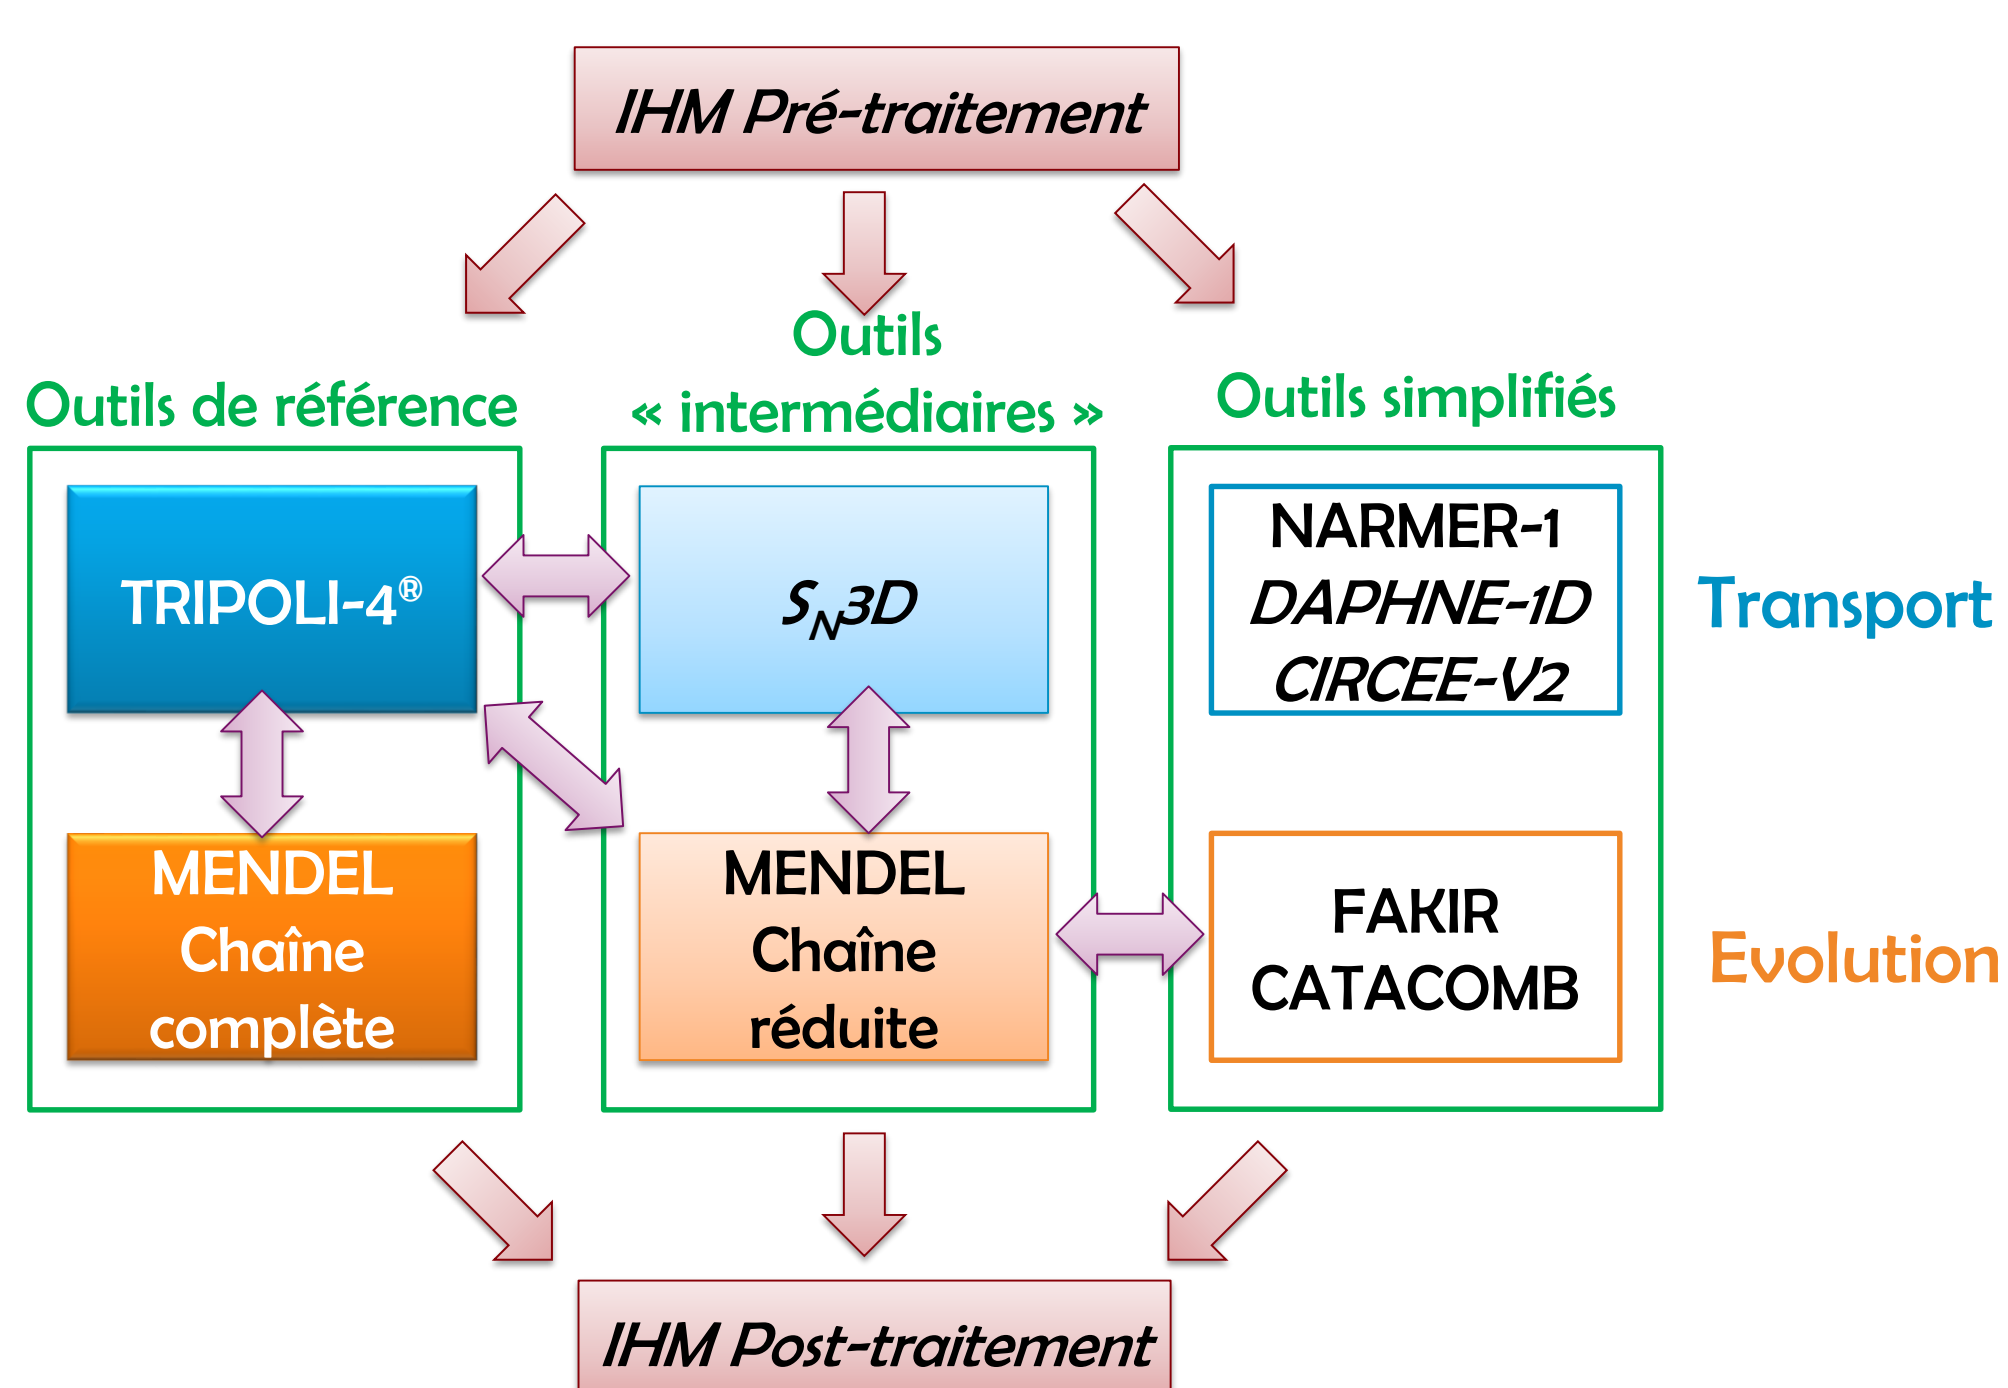 IHM Pré-traitement
Outils de référence
Outils
« intermédiaires »
Outils simplifiés
TRIPOLI-4®
S_N3D
NARMER-1
DAPHNE-1D
CIRCEE-V2
Transport
MENDEL
Chaîne
complète
MENDEL
Chaîne
réduite
FAKIR
CATACOMB
Evolution
IHM Post-traitement